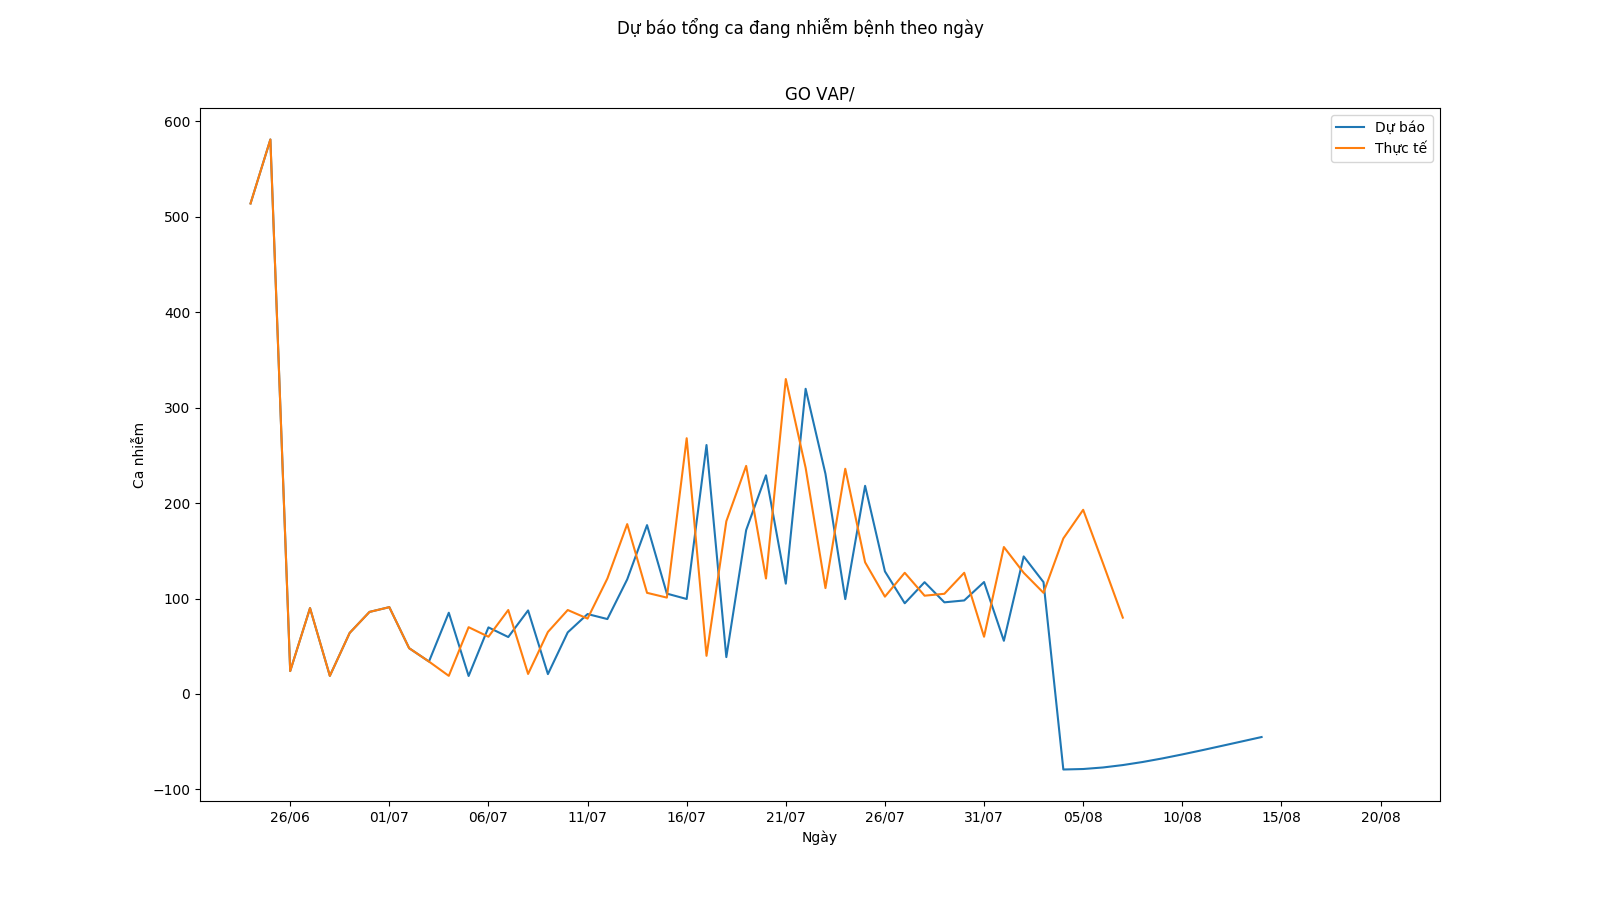 Dự báo tổng ca đang nhiễm bệnh theo ngày
GO VAP/
Dự báo
Thực tế
600
500
400
300
200
100
0
−100
Ca nhiễm
26/06 01/07 06/07 11/07 16/07 21/07 26/07 31/07 05/08 10/08 15/08 20/08
Ngày